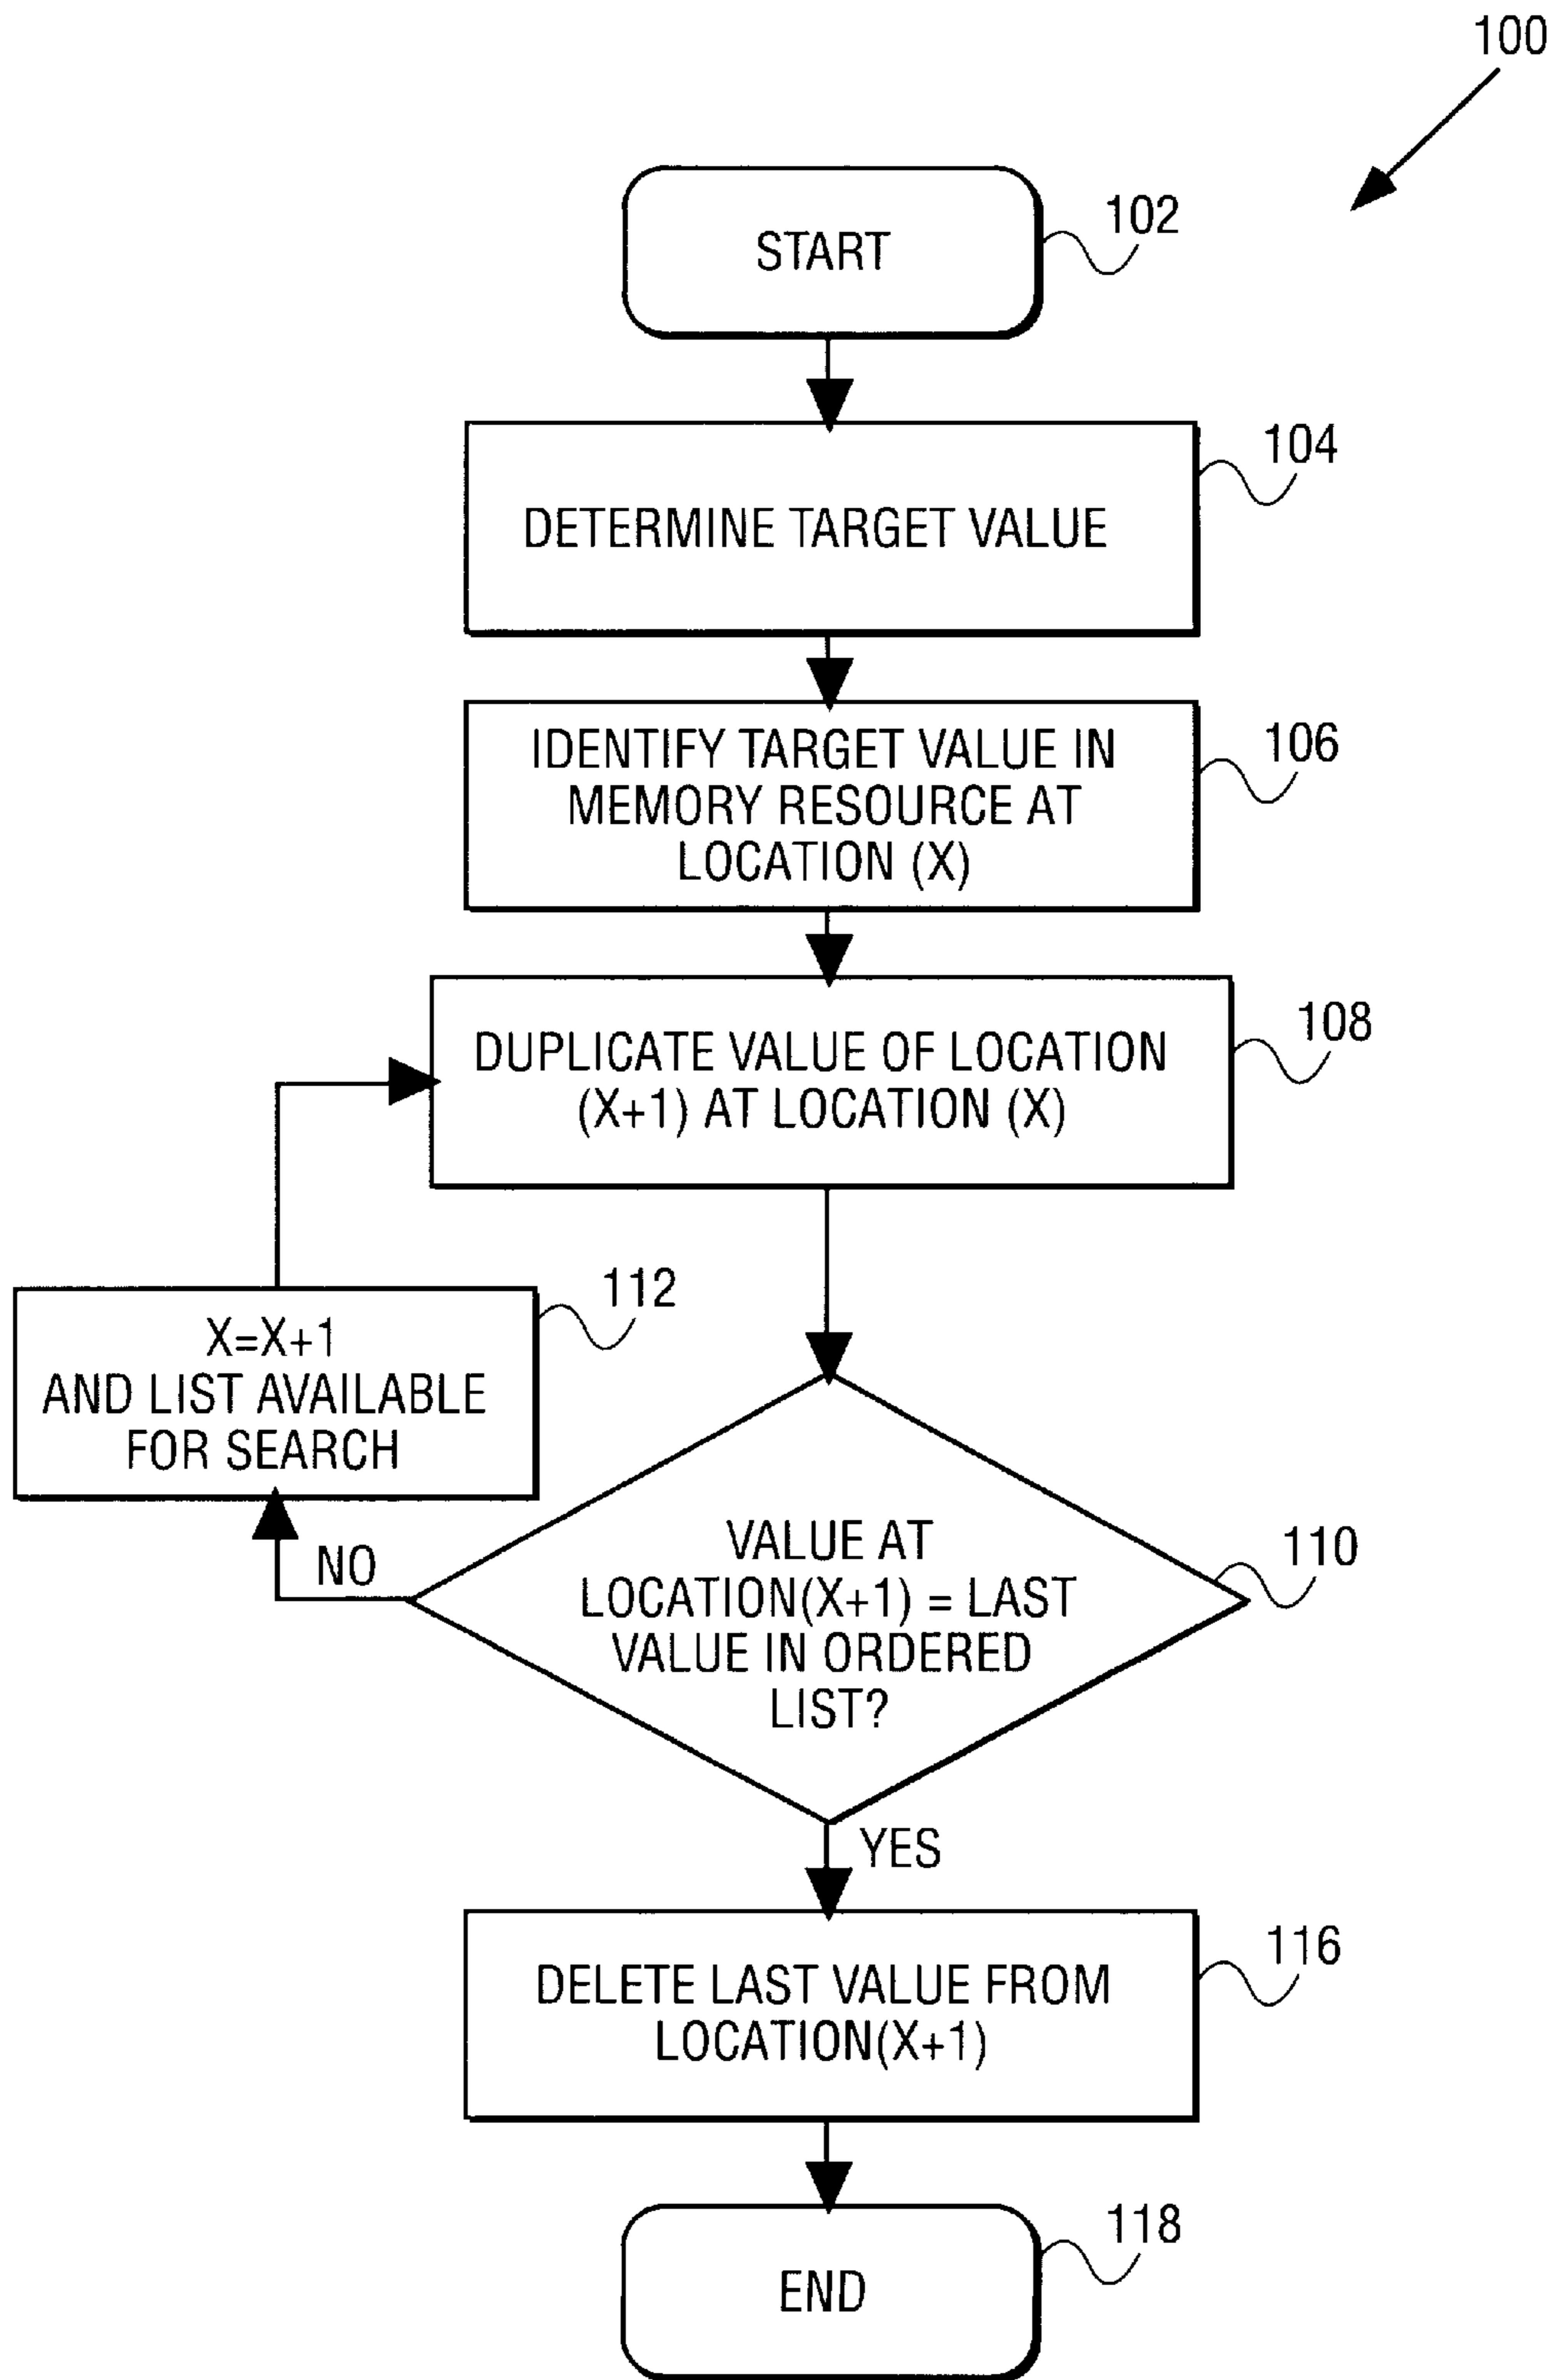 100
START
102
DETERMINE TARGET VALUE
104
IDENTIFY TARGET VALUE IN
MEMORY RESOURCE AT
LOCATION (X)
106
DUPLICATE VALUE OF LOCATION
(X+1) AT LOCATION (X)
108
X=X+1
AND LIST AVAILABLE
FOR SEARCH
112
NO
VALUE AT
LOCATION(X+1) = LAST
VALUE IN ORDERED
LIST?
110
YES
DELETE LAST VALUE FROM
LOCATION(X+1)
116
END
118